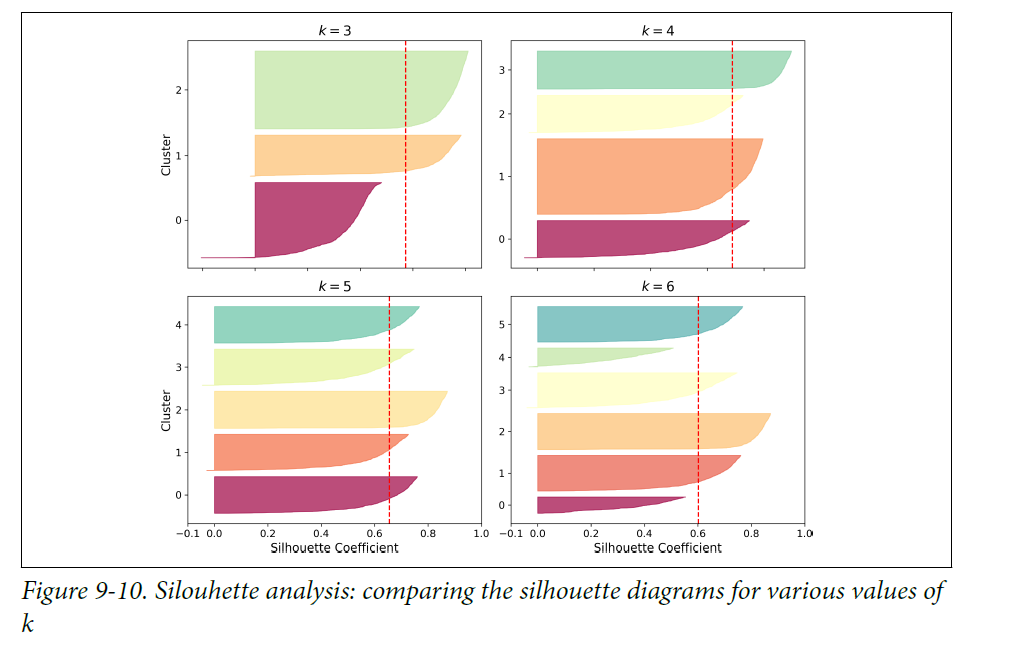 k = 3
k = 4
Cluster
2
1
0
3
2
1
0
k = 5
k = 6
Cluster
4
3
2
1
0
5
4
3
2
1
0
−0.1 0.0 0.2 0.4 0.6 0.8 1.0
−0.1 0.0 0.2 0.4 0.6 0.8 1.0
Silhouette Coefficient
Silhouette Coefficient
Figure 9-10. Silouhette analysis: comparing the silhouette diagrams for various values of
k